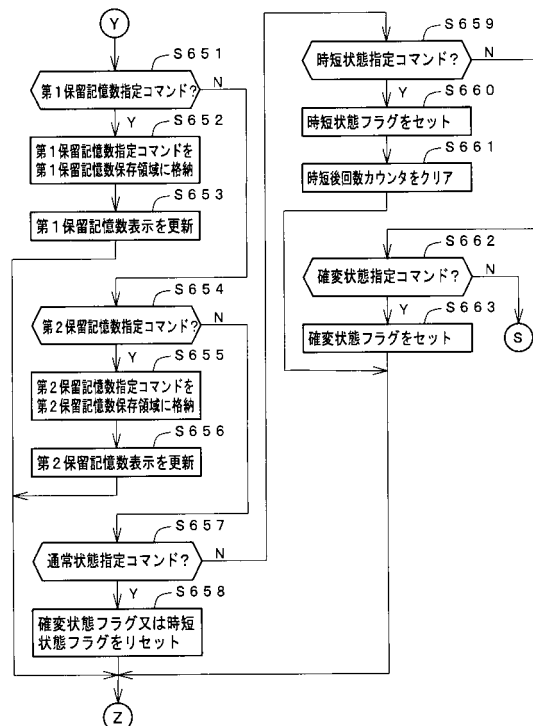 Y
S651
第1保留記憶数指定コマンド?
N
Y
S652
第1保留記憶数指定コマンドを
第1保留記憶数保存領域に格納
S653
第1保留記憶数表示を更新
S654
第2保留記憶数指定コマンド?
N
Y
S655
第2保留記憶数指定コマンドを
第2保留記憶数保存領域に格納
S656
第2保留記憶数表示を更新
S657
通常状態指定コマンド?
N
Y
S658
確変状態フラグ又は時短
状態フラグをリセット
Z
S659
時短状態指定コマンド?
N
Y
S660
時短状態フラグをセット
S661
時短後回数カウンタをクリア
S662
確変状態指定コマンド?
N
Y
S663
確変状態フラグをセット
S